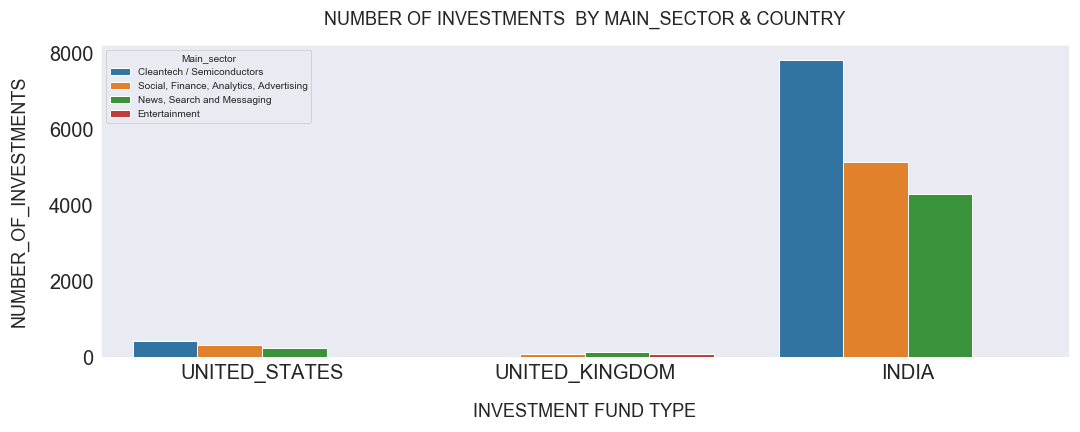 NUMBER OF INVESTMENTS  BY MAIN_SECTOR & COUNTRY
NUMBER_OF_INVESTMENTS
8000
6000
4000
2000
0
Main_sector
Cleantech / Semiconductors
Social, Finance, Analytics, Advertising
News, Search and Messaging
Entertainment
UNITED_STATES
UNITED_KINGDOM
INDIA
INVESTMENT FUND TYPE